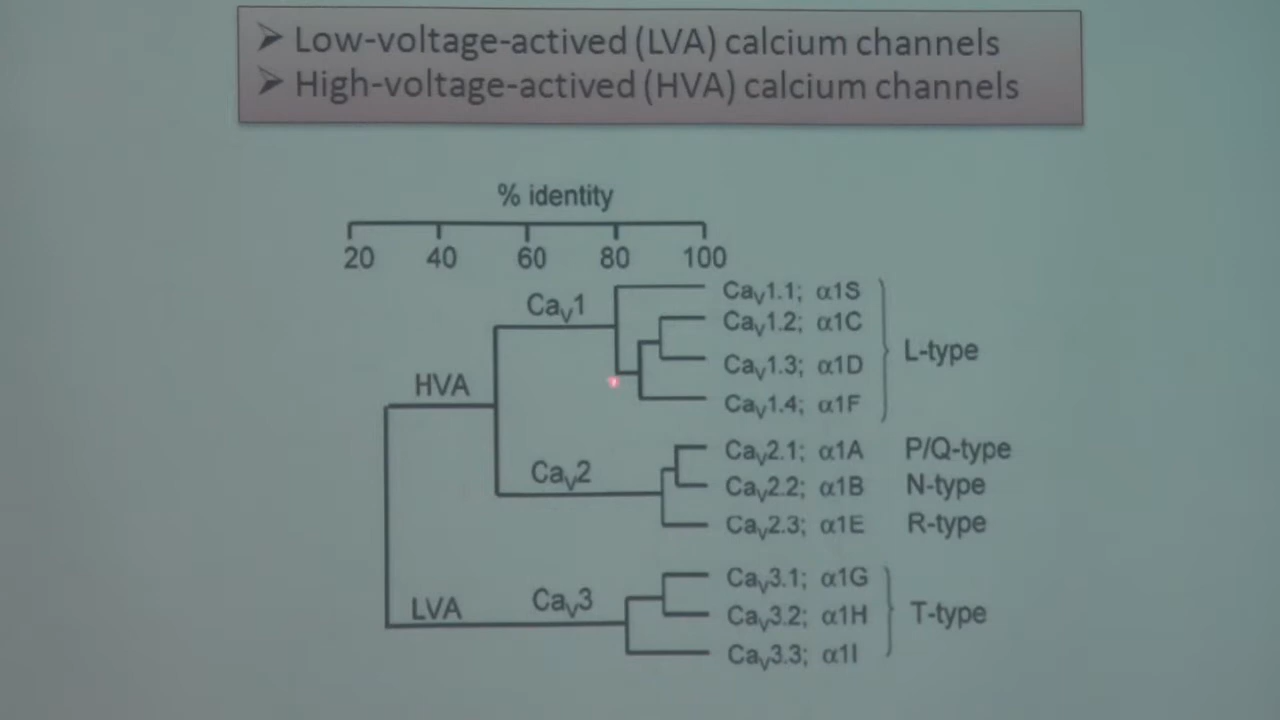 ➢ Low-voltage-actived (LVA) calcium channels
➢ High-voltage-actived (HVA) calcium channels
% identity
20 40 60 80 100
Cav1
Cav1.1; α1S
Cav1.2; α1C
L-type
Cav1.3; α1D
HVA
Cav1.4; α1F
Cav2.1; α1A P/Q-type
Cav2
Cav2.2; α1B N-type
Cav2.3; α1E R-type
Cav3.1; α1G
LVA Cav3
Cav3.2; α1H T-type
Cav3.3; α1I